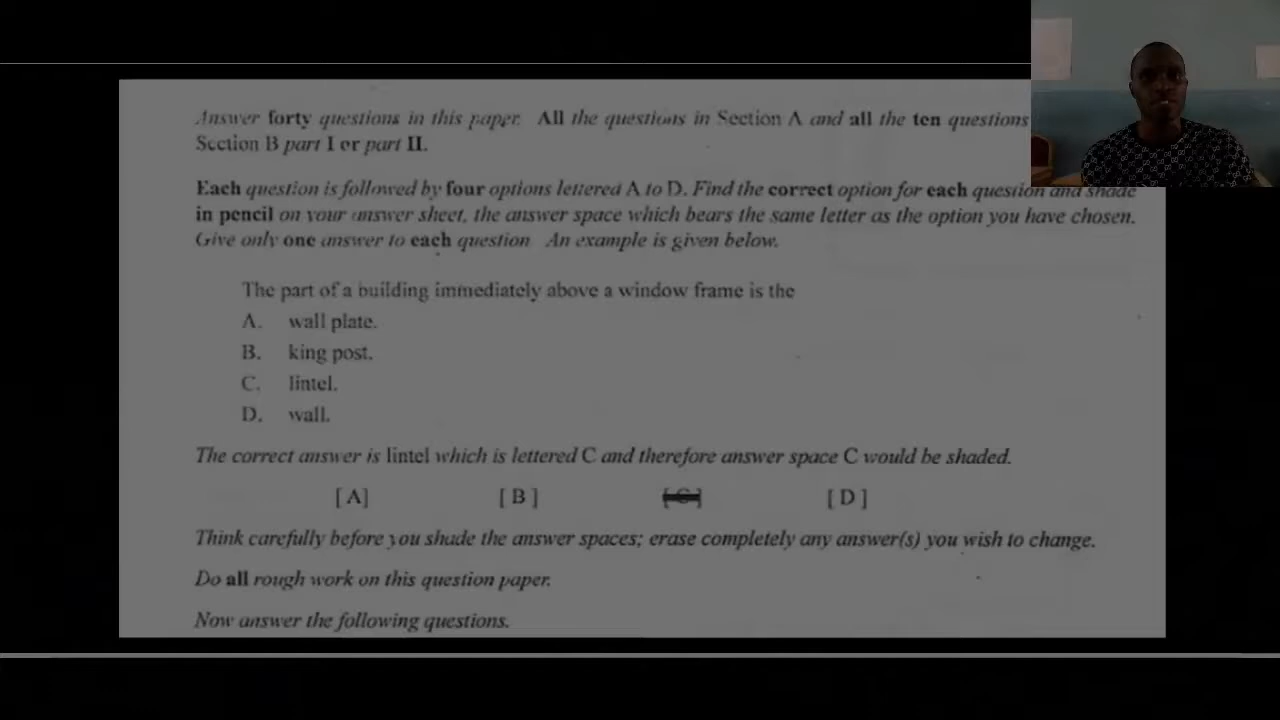 Answer forty questions in this paper. All the questions in Section A and all the ten questions
Section B part I or part II.
Each question is followed by four options lettered A to D. Find the correct option for each question and shade
in pencil on your answer sheet, the answer space which bears the same letter as the option you have chosen.
Give only one answer to each question An example is given below.
The part of a building immediately above a window frame is the
A. wall plate.
B. king post.
C. lintel.
D. wall.
The correct answer is lintel which is lettered C and therefore answer space C would be shaded.
[A] [B] [C] [D]
Think carefully before you shade the answer spaces; erase completely any answer(s) you wish to change.
Do all rough work on this question paper.
Now answer the following questions.